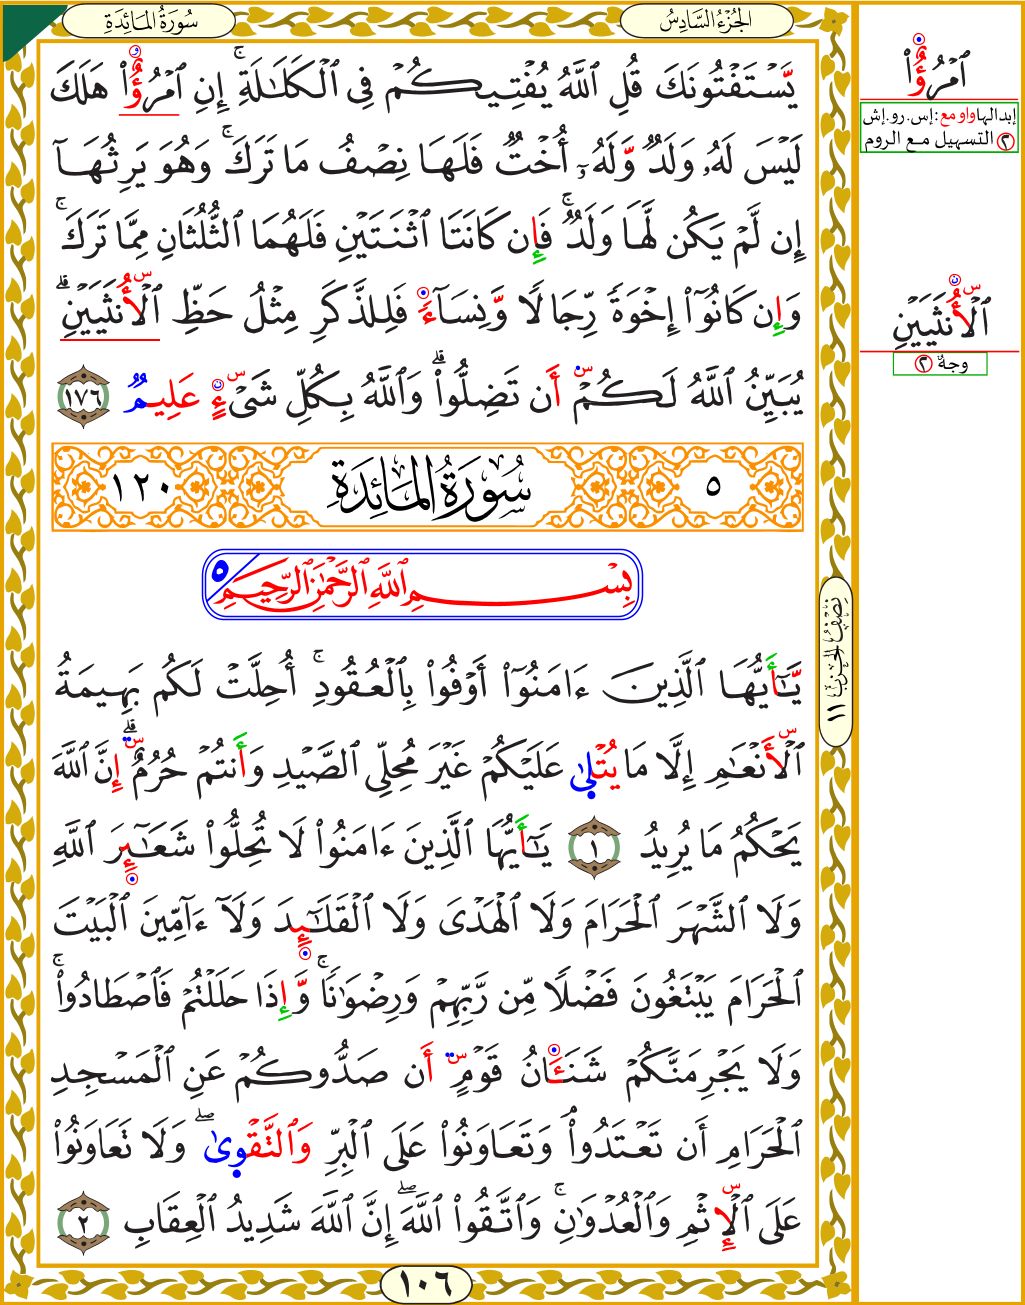 سُورَةُ المَائِدَةِ
الجُزْءُ السَّادِسُ
يَسْتَفْتُونَكَ قُلِ ٱللَّهُ يُفْتِيكُمْ فِى ٱلْكَلَـٰلَةِ ۚ إِنِ ٱمْرُؤٌا۟ هَلَكَ
لَيْسَ لَهُۥ وَلَدٌ وَّلَهُۥٓ أُخْتٌ فَلَهَا نِصْفُ مَا تَرَكَ ۚ وَهُوَ يَرِثُهَآ
إِن لَّمْ يَكُن لَّهَا وَلَدٌ ۚ فَإِن كَانَتَا ٱثْنَتَيْنِ فَلَهُمَا ٱلثُّلُثَانِ مِمَّا تَرَكَ ۚ
وَإِن كَانُوٓا۟ إِخْوَةً رِّجَالًا وَّنِسَآءً فَلِلذَّكَرِ مِثْلُ حَظِّ ٱلْأُنثَيَيْنِ ۗ
يُبَيِّنُ ٱللَّهُ لَكُمْ أَن تَضِلُّوا۟ ۗ وَٱللَّهُ بِكُلِّ شَىْءٍ عَلِيمٌ ١٧٦
٥ سُورَةُ المَائِدَةِ ١٢٠
بِسْمِ ٱللَّهِ ٱلرَّحْمَـٰنِ ٱلرَّحِيمِ ٥
يَـٰٓأَيُّهَا ٱلَّذِينَ ءَامَنُوٓا۟ أَوْفُوا۟ بِٱلْعُقُودِ ۚ أُحِلَّتْ لَكُم بَهِيمَةُ
ٱلْأَنْعَـٰمِ إِلَّا مَا يُتْلَىٰ عَلَيْكُمْ غَيْرَ مُحِلِّى ٱلصَّيْدِ وَأَنتُمْ حُرُمٌ ۗ إِنَّ ٱللَّهَ
يَحْكُمُ مَا يُرِيدُ ١ يَـٰٓأَيُّهَا ٱلَّذِينَ ءَامَنُوا۟ لَا تُحِلُّوا۟ شَعَـٰٓئِرَ ٱللَّهِ
وَلَا ٱلشَّهْرَ ٱلْحَرَامَ وَلَا ٱلْهَدْىَ وَلَا ٱلْقَلَـٰٓئِدَ وَلَآ ءَآمِّينَ ٱلْبَيْتَ
ٱلْحَرَامَ يَبْتَغُونَ فَضْلًا مِّن رَّبِّهِمْ وَرِضْوَٰنًا ۚ وَّإِذَا حَلَلْتُمْ فَٱصْطَادُوا۟ ۚ
وَلَا يَجْرِمَنَّكُمْ شَنَـَٔانُ قَوْمٍ أَن صَدُّوكُمْ عَنِ ٱلْمَسْجِدِ
ٱلْحَرَامِ أَن تَعْتَدُوا۟ وَتَعَاوَنُوا۟ عَلَى ٱلْبِرِّ وَٱلتَّقْوَىٰ ۖ وَلَا تَعَاوَنُوا۟
عَلَى ٱلْإِثْمِ وَٱلْعُدْوَٰنِ ۚ وَٱتَّقُوا۟ ٱللَّهَ ۖ إِنَّ ٱللَّهَ شَدِيدُ ٱلْعِقَابِ ٢
١٠٦
نِصْفُ الحِزْبِ ١١
ٱمْرُؤٌا۟
إبدالها واو مع : إس.رو.إش
٢ التسهيل مع الروم
ٱلْأُنثَيَيْنِ
وجهٌ ٢